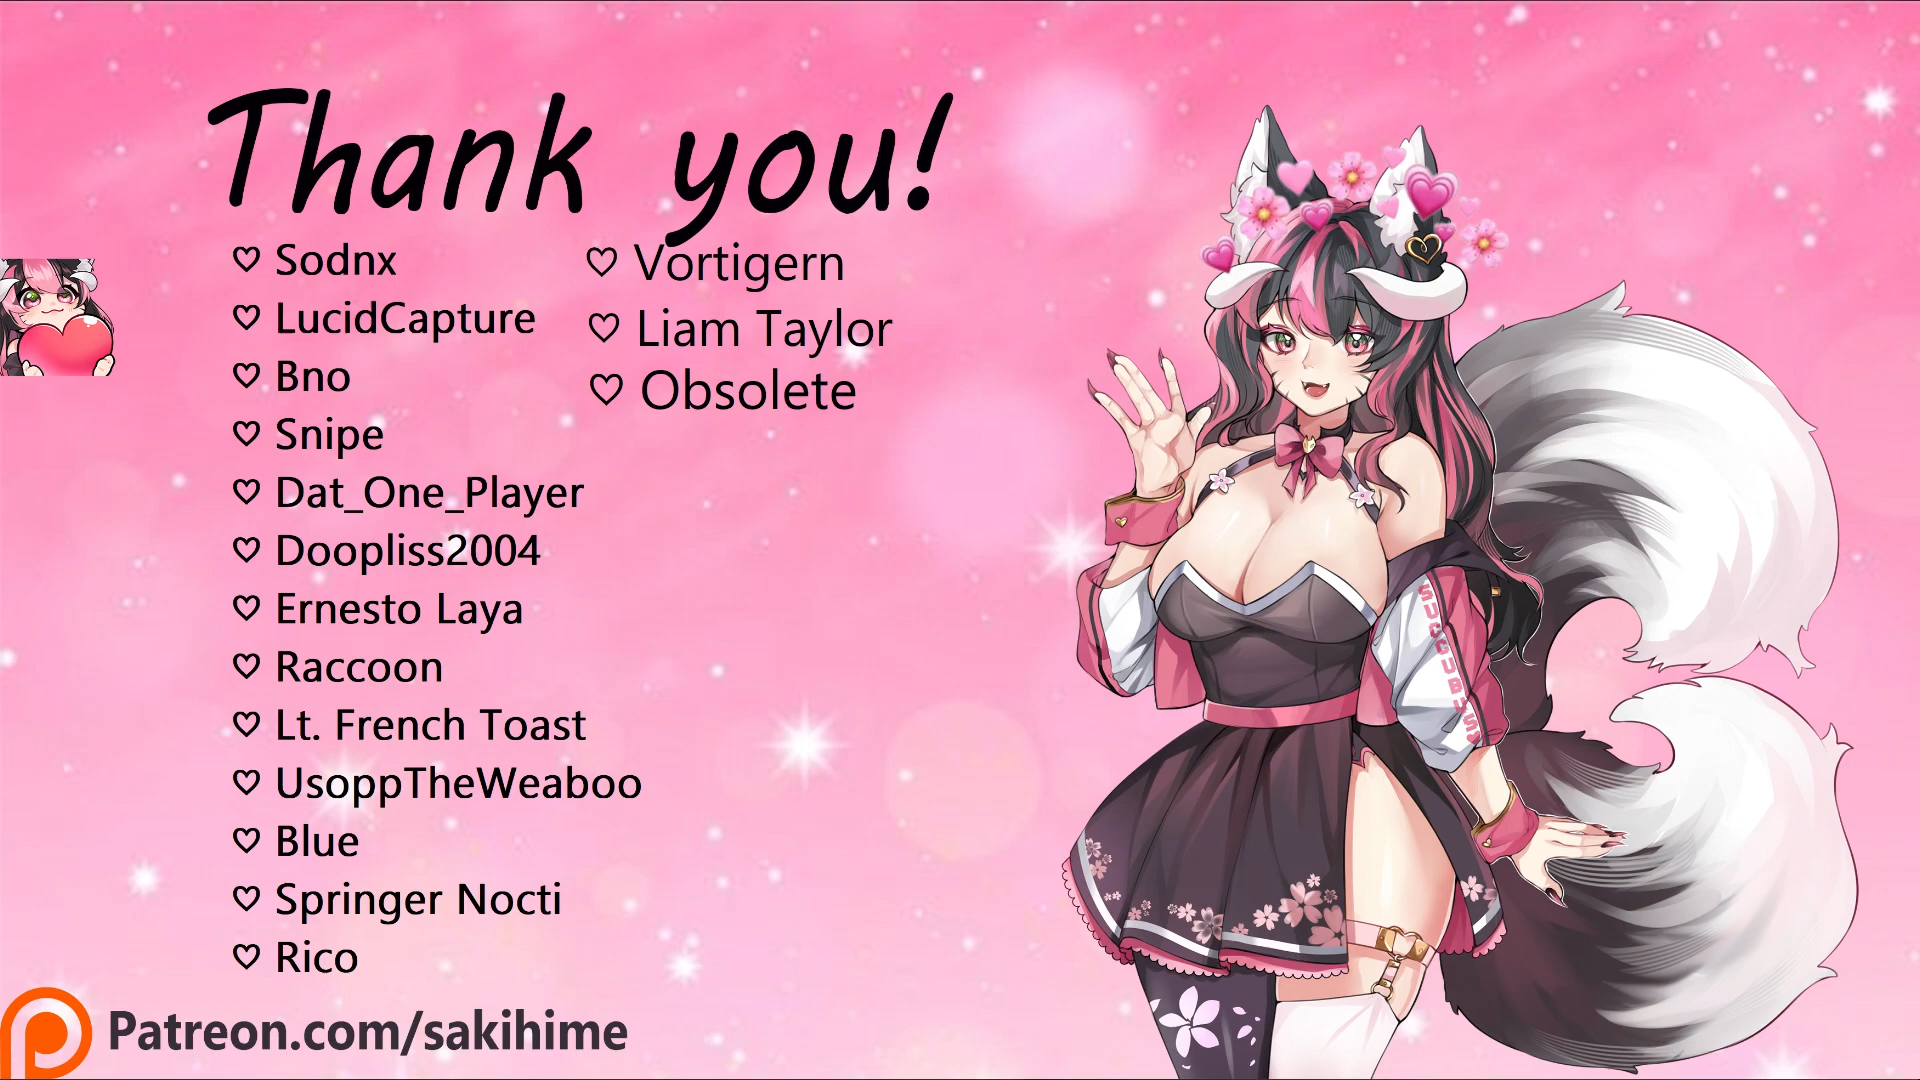 Thank you!
♡ Sodnx
♡ LucidCapture
♡ Bno
♡ Snipe
♡ Dat_One_Player
♡ Doopliss2004
♡ Ernesto Laya
♡ Raccoon
♡ Lt. French Toast
♡ UsoppTheWeaboo
♡ Blue
♡ Springer Nocti
♡ Rico
♡ Vortigern
♡ Liam Taylor
♡ Obsolete
SUCCUBUS
Patreon.com/sakihime